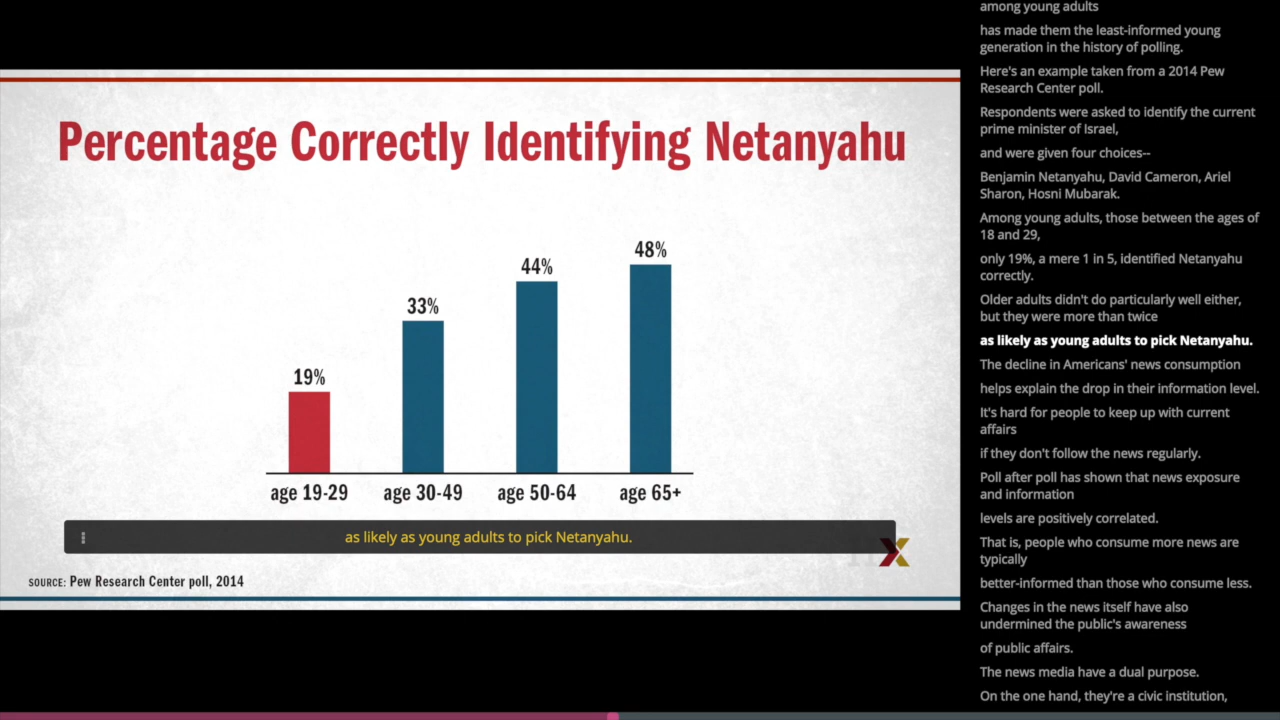 Percentage Correctly Identifying Netanyahu
19%
33%
44%
48%
age 19-29
age 30-49
age 50-64
age 65+
as likely as young adults to pick Netanyahu.
SOURCE: Pew Research Center poll, 2014
among young adults
has made them the least-informed young
generation in the history of polling.
Here's an example taken from a 2014 Pew
Research Center poll.
Respondents were asked to identify the current
prime minister of Israel,
and were given four choices--
Benjamin Netanyahu, David Cameron, Ariel
Sharon, Hosni Mubarak.
Among young adults, those between the ages of
18 and 29,
only 19%, a mere 1 in 5, identified Netanyahu
correctly.
Older adults didn't do particularly well either,
but they were more than twice
as likely as young adults to pick Netanyahu.
The decline in Americans' news consumption
helps explain the drop in their information level.
It's hard for people to keep up with current
affairs
if they don't follow the news regularly.
Poll after poll has shown that news exposure
and information
levels are positively correlated.
That is, people who consume more news are
typically
better-informed than those who consume less.
Changes in the news itself have also
undermined the public's awareness
of public affairs.
The news media have a dual purpose.
On the one hand, they're a civic institution,